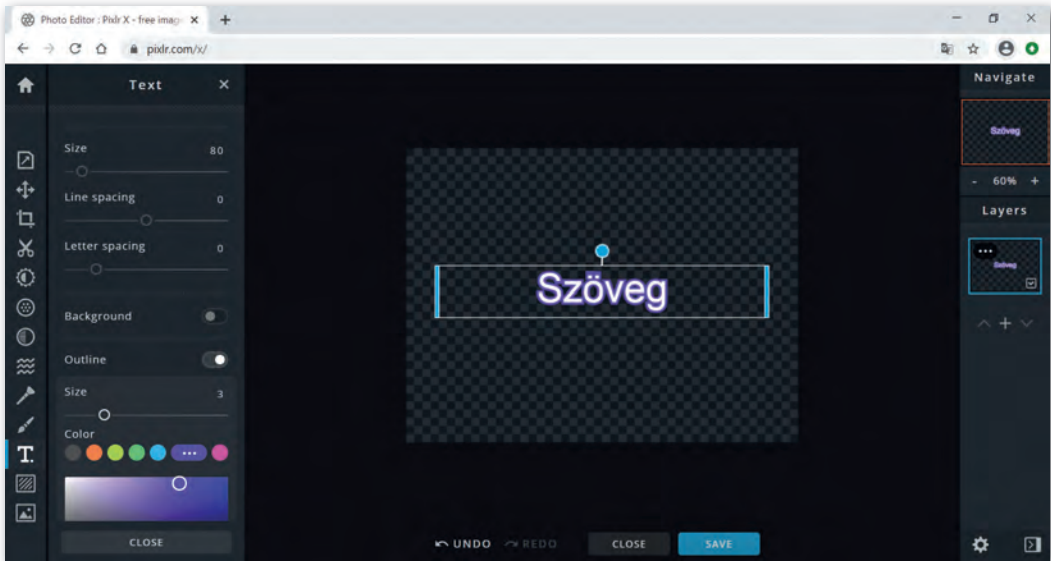 Photo Editor : Pixlr X - free imag
pixlr.com/x/
Text
Size 80
Line spacing 0
Letter spacing 0
Background
Outline
Size 3
Color
CLOSE
T.
Szöveg
UNDO REDO CLOSE SAVE
Navigate
Szöveg
- 60% +
Layers
Szöveg